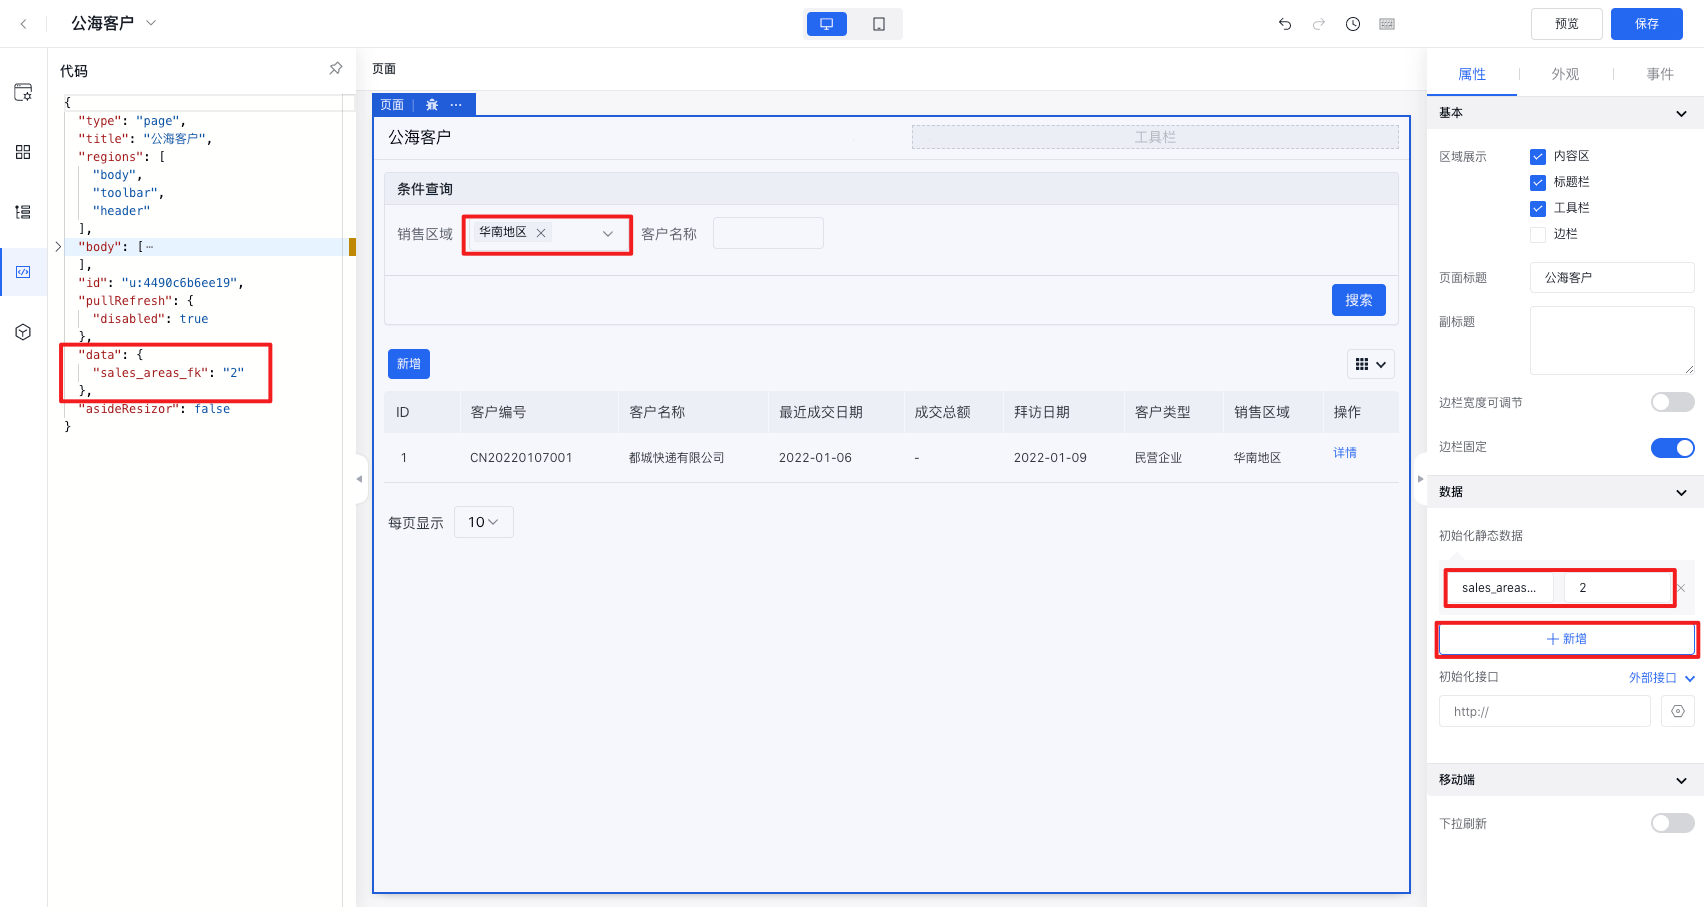 公海客户
预览
保存
代码
{
"type": "page",
"title": "公海客户",
"regions": [
"body",
"toolbar",
"header"
],
"body": [
],
"id": "u:4490c6b6ee19",
"pullRefresh": {
"disabled": true
},
"data": {
"sales_areas_fk": "2"
},
"asideResizor": false
}
页面
页面
公海客户
工具栏
条件查询
销售区域
华南地区
客户名称
搜索
新增
ID 客户编号 客户名称 最近成交日期 成交总额 拜访日期 客户类型 销售区域 操作
1 CN20220107001 都城快递有限公司 2022-01-06 - 2022-01-09 民营企业 华南地区 详情
每页显示 10
属性 外观 事件
基本
区域展示
内容区
标题栏
工具栏
边栏
页面标题 公海客户
副标题
边栏宽度可调节
边栏固定
数据
初始化静态数据
sales_areas... 2
新增
初始化接口 外部接口
http://
移动端
下拉刷新